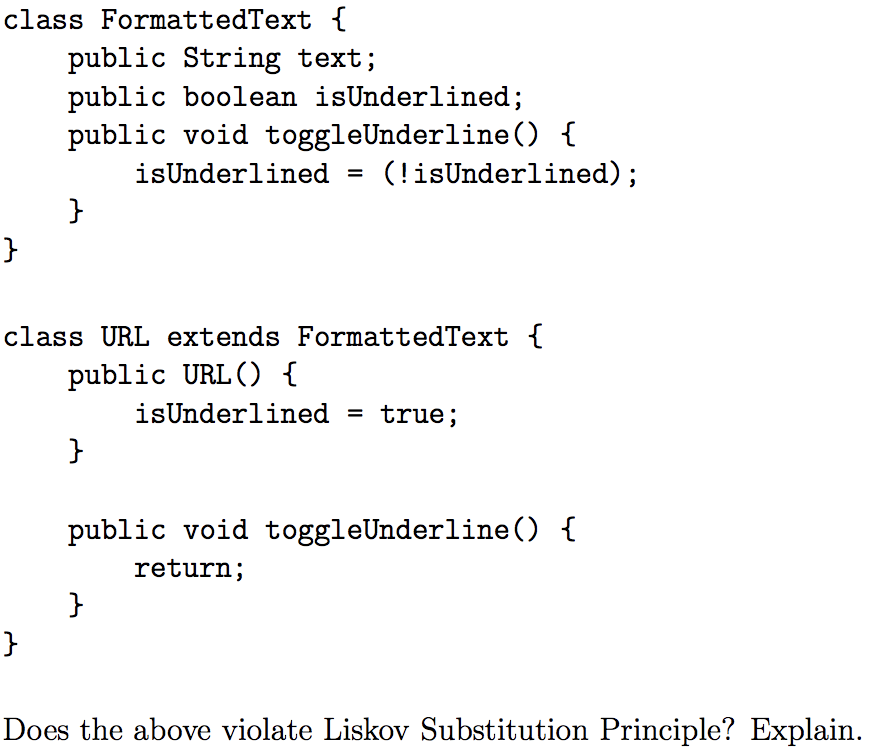 class FormattedText {
    public String text;
    public boolean isUnderlined;
    public void toggleUnderline() {
        isUnderlined = (!isUnderlined);
    }
}
class URL extends FormattedText {
    public URL() {
        isUnderlined = true;
    }
    public void toggleUnderline() {
        return;
    }
}
Does the above violate Liskov Substitution Principle? Explain.